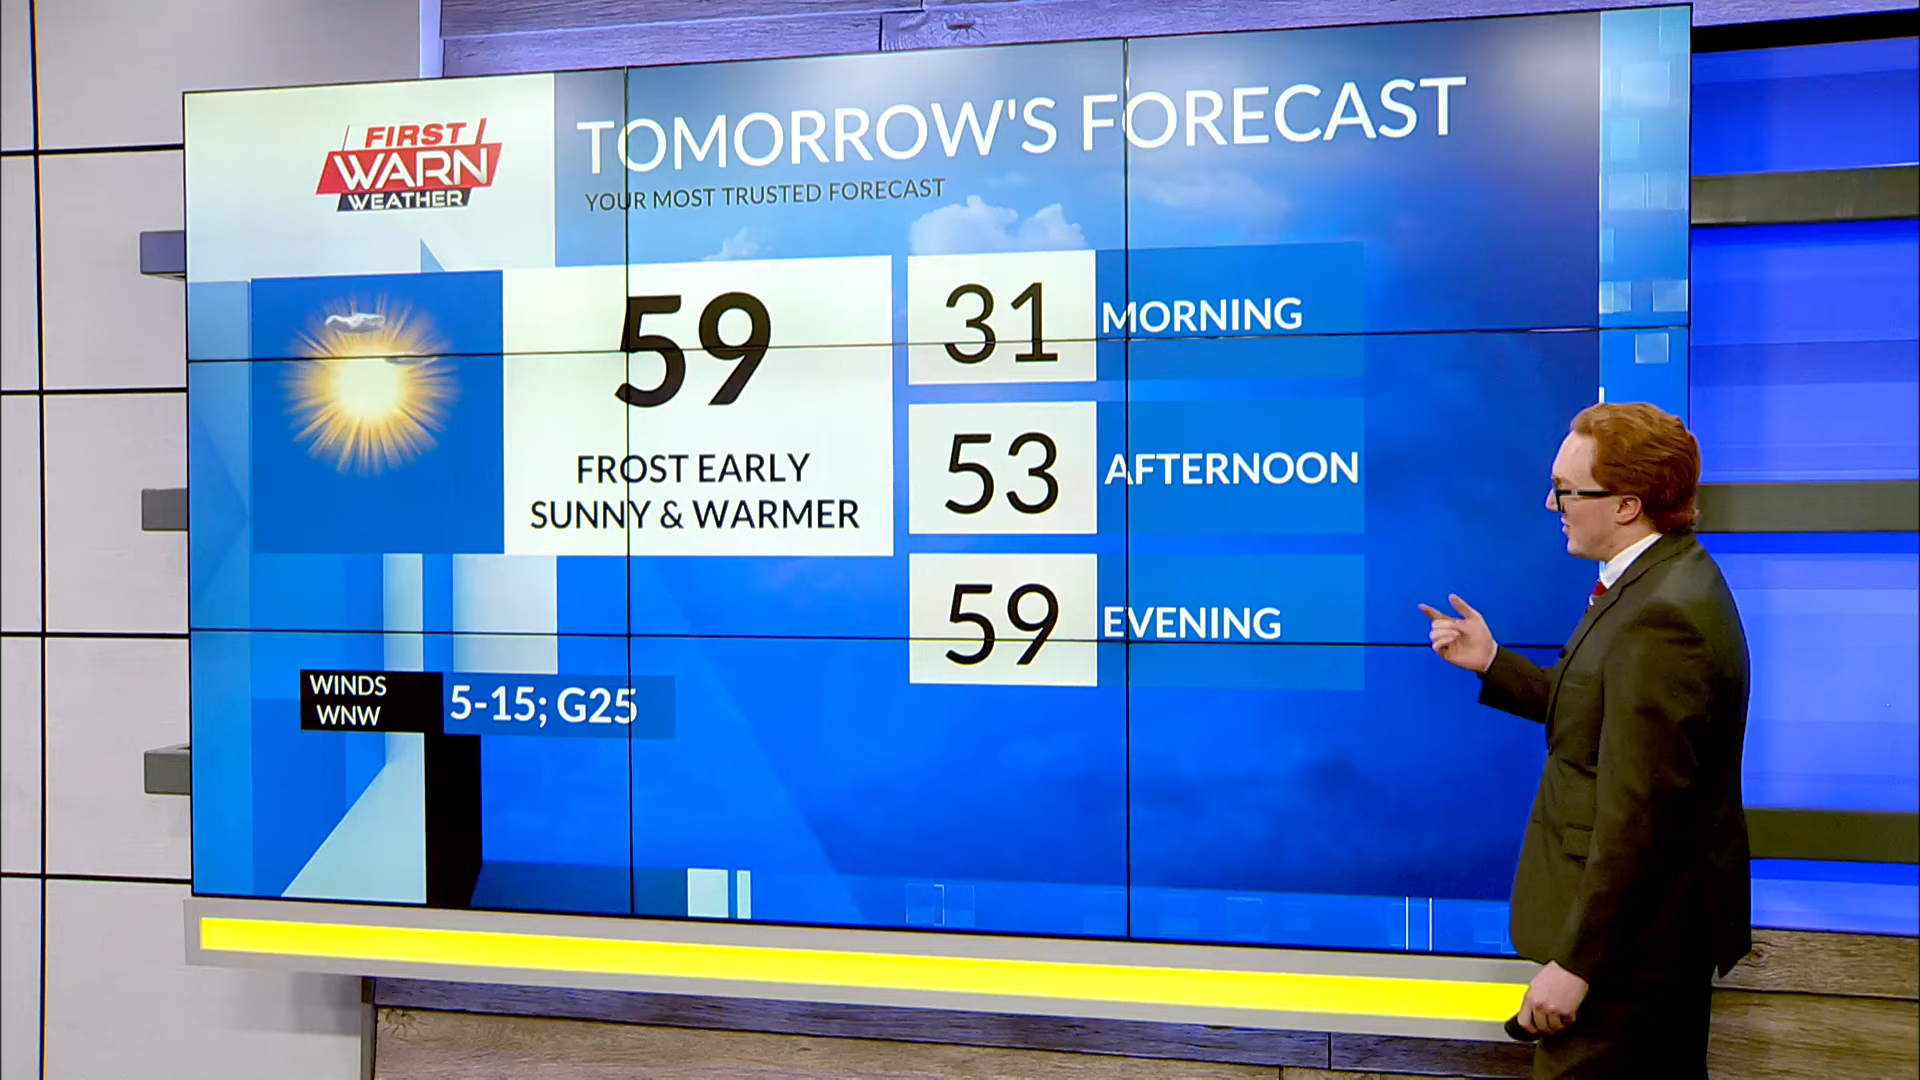 FIRST
WARN
WEATHER
TOMORROW'S FORECAST
YOUR MOST TRUSTED FORECAST
59
FROST EARLY
SUNNY & WARMER
31 MORNING
53 AFTERNOON
59 EVENING
WINDS
WNW
5-15; G25